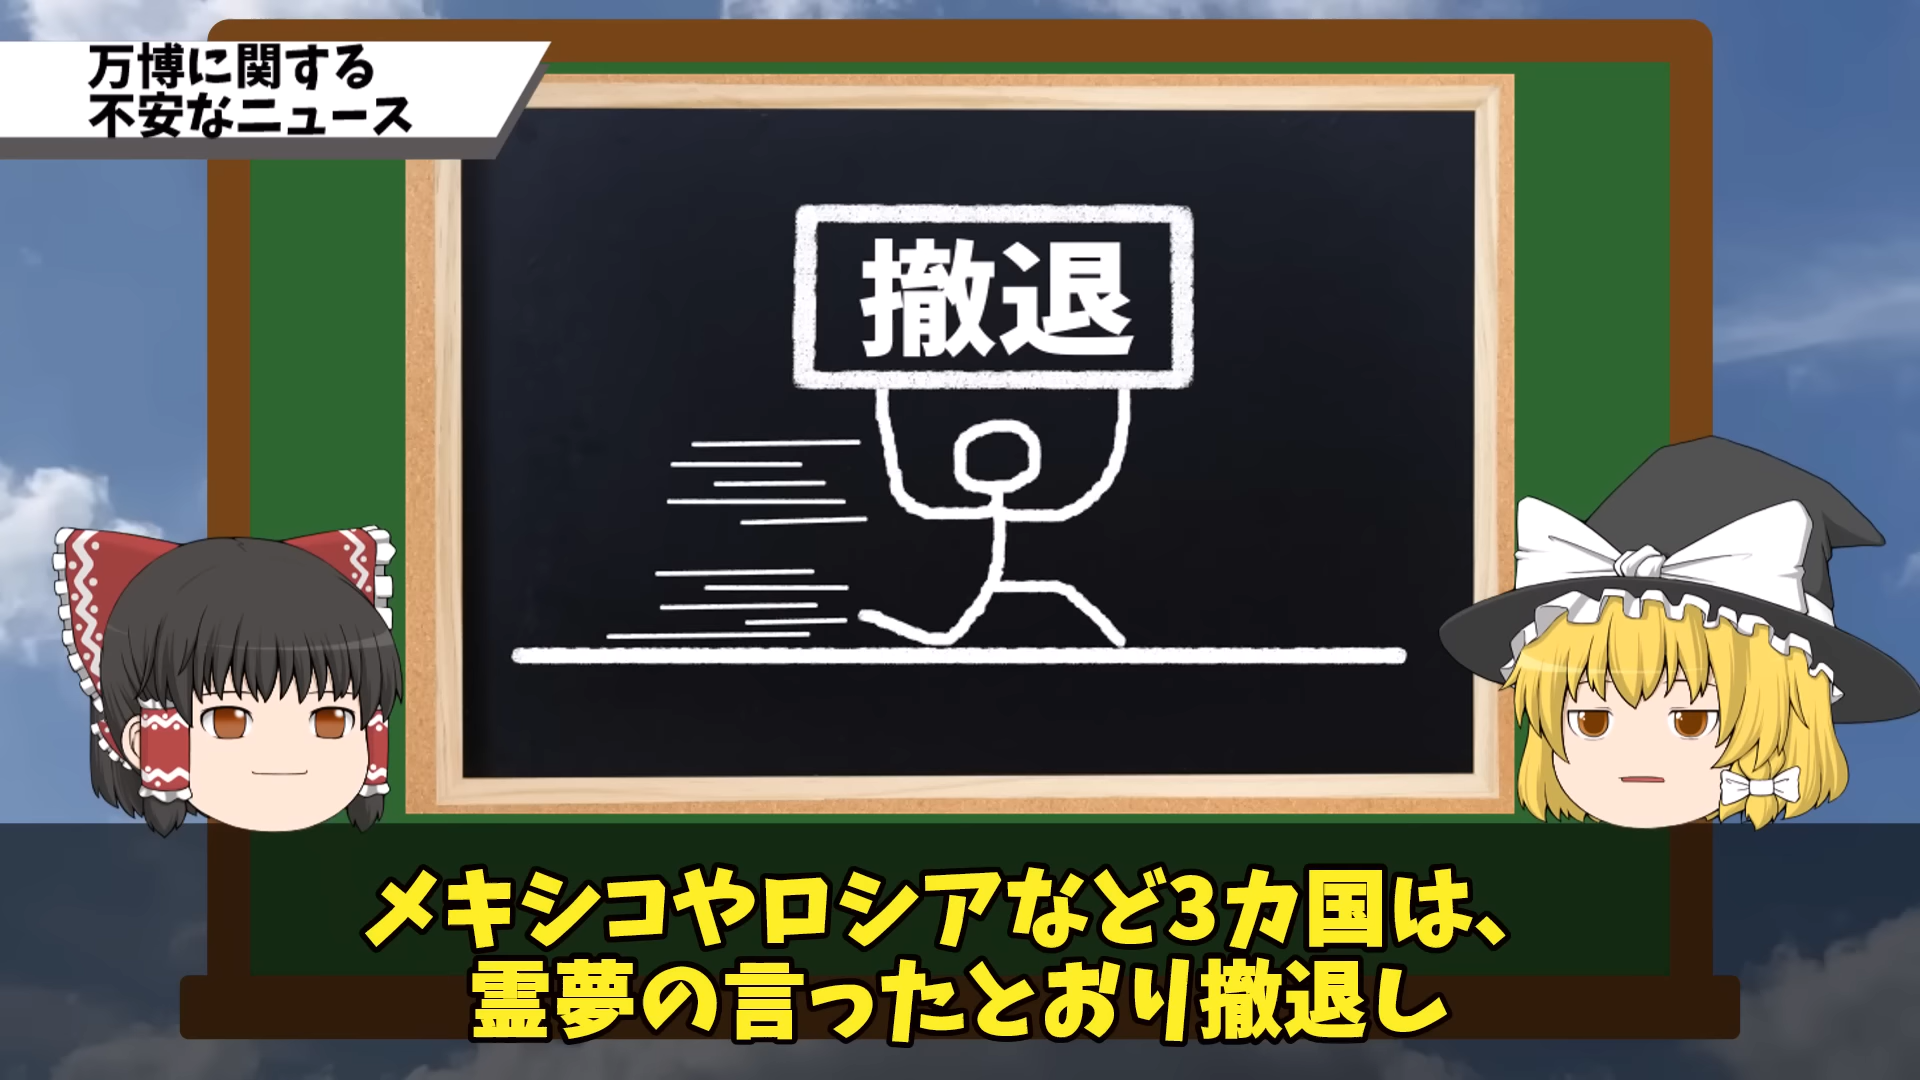 万博に関する
不安なニュース
撤退
メキシコやロシアなど3カ国は、
霊夢の言ったとおり撤退し